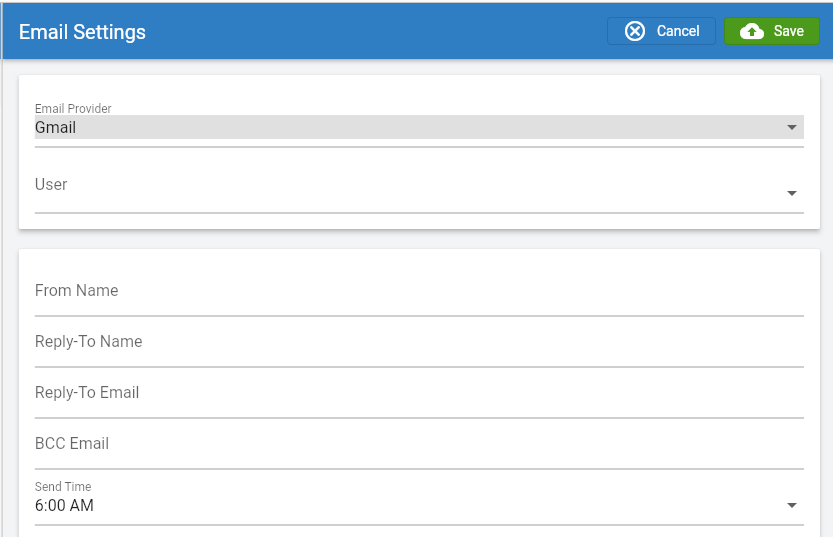 Email Settings
Cancel
Save
Email Provider
Gmail
User
From Name
Reply-To Name
Reply-To Email
BCC Email
Send Time
6:00 AM